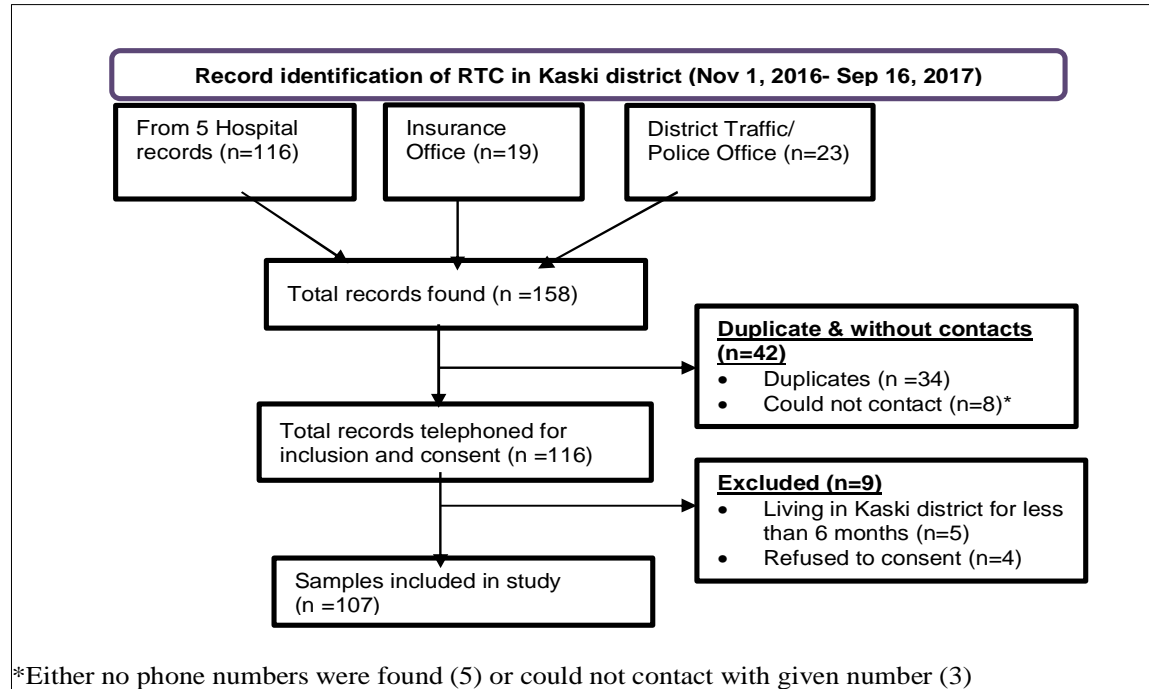 Record identification of RTC in Kaski district (Nov 1, 2016- Sep 16, 2017)
From 5 Hospital
records (n=116)
Insurance
Office (n=19)
District Traffic/
Police Office (n=23)
Total records found (n =158)
Duplicate & without contacts
(n=42)
• Duplicates (n =34)
• Could not contact (n=8)*
Total records telephoned for
inclusion and consent (n =116)
Excluded (n=9)
• Living in Kaski district for less
than 6 months (n=5)
• Refused to consent (n=4)
Samples included in study
(n =107)
*Either no phone numbers were found (5) or could not contact with given number (3)